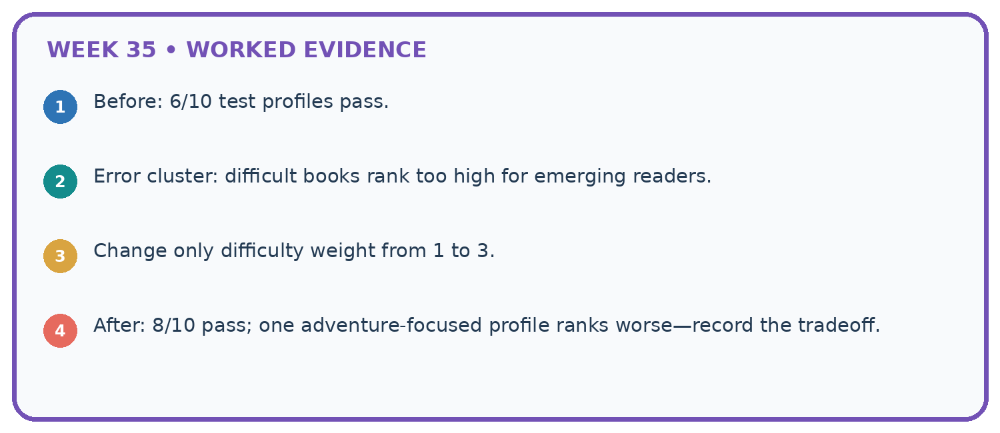 WEEK 35 • WORKED EVIDENCE
1 Before: 6/10 test profiles pass.
2 Error cluster: difficult books rank too high for emerging readers.
3 Change only difficulty weight from 1 to 3.
4 After: 8/10 pass; one adventure-focused profile ranks worse—record the tradeoff.